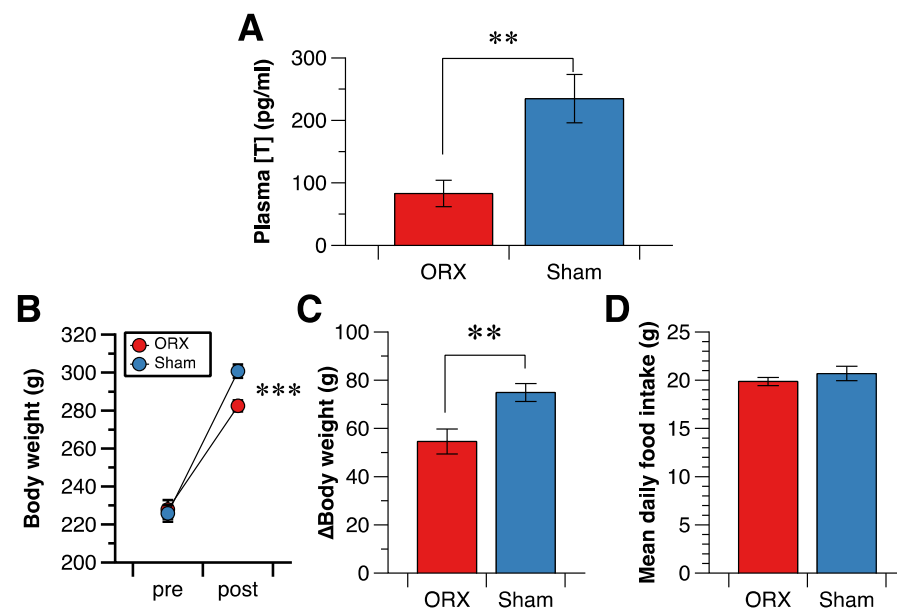 A
**
Plasma [T] (pg/ml)
300
200
100
0
ORX Sham
B
Body weight (g)
320
300
280
260
240
220
200
ORX
Sham
***
pre post
C
**
ΔBody weight (g)
100
80
60
40
20
0
ORX Sham
D
Mean daily food intake (g)
25
20
15
10
5
0
ORX Sham